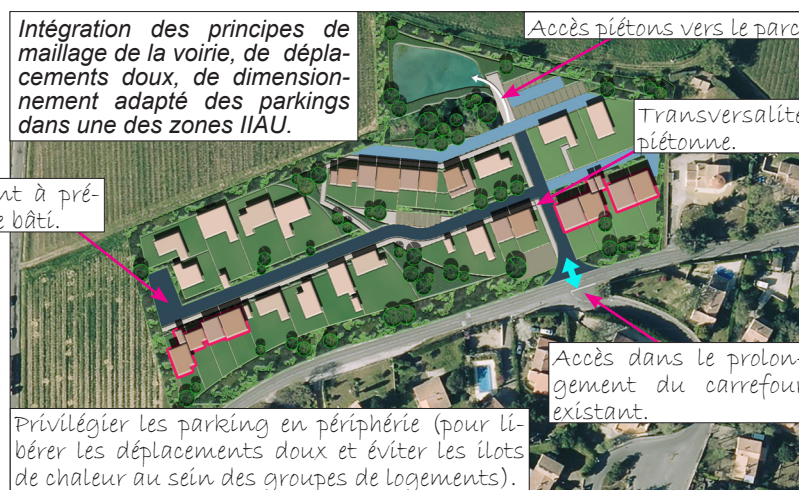 Intégration des principes de
maillage de la voirie, de dépla-
cements doux, de dimension-
nement adapté des parkings
dans une des zones IIAU.
Accès piétons vers le parc
Transversalité
piétonne.
nt à pré-
e bâti.
Accès dans le prolon-
gement du carrefour
existant.
Privilégier les parking en périphérie (pour li-
bérer les déplacements doux et éviter les ilots
de chaleur au sein des groupes de logements).